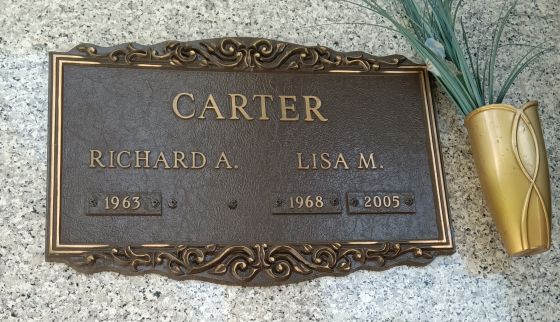 CARTER
RICHARD A. LISA M.
1963 1968 2005